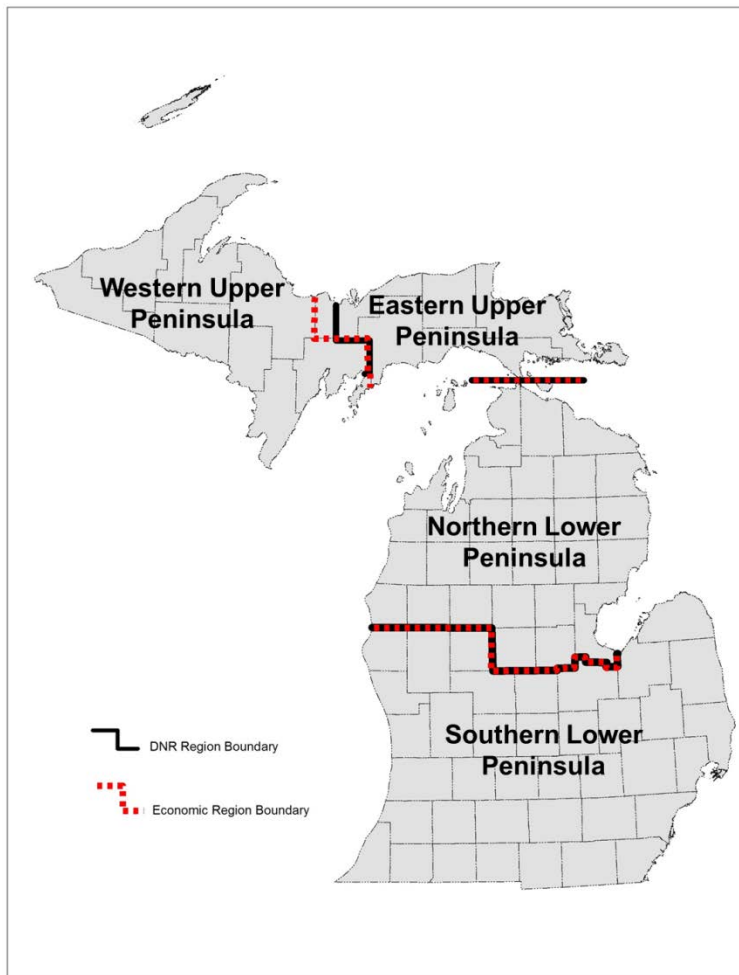 Western Upper
Peninsula
Eastern Upper
Peninsula
Northern Lower
Peninsula
Southern Lower
Peninsula
DNR Region Boundary
Economic Region Boundary